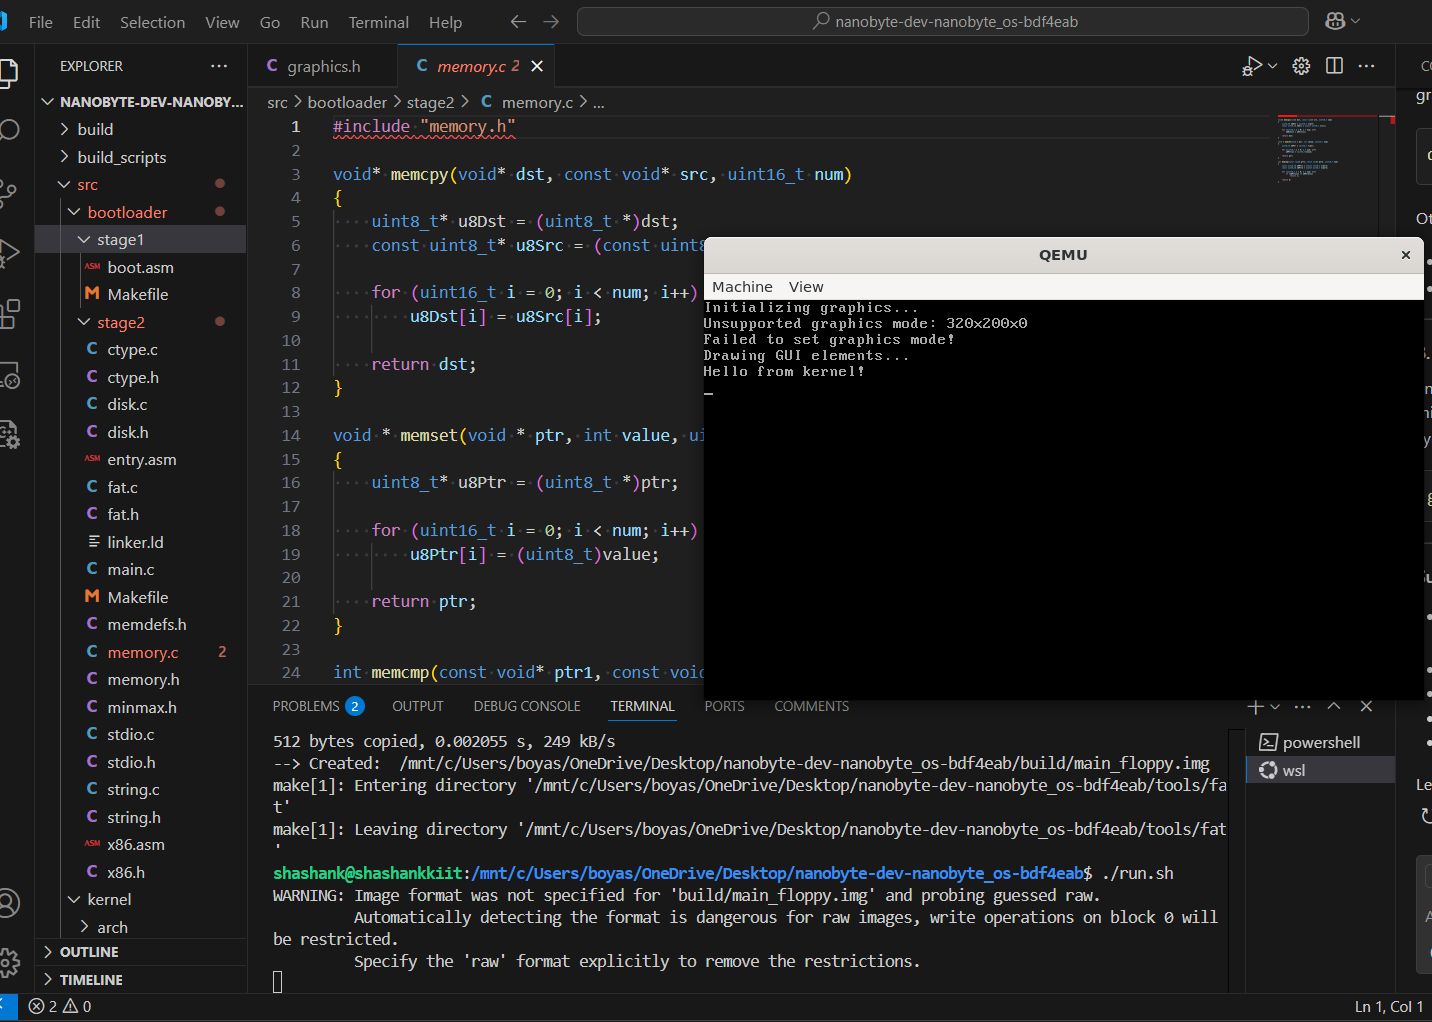 File Edit Selection View Go Run Terminal Help
nanobyte-dev-nanobyte_os-bdf4eab
EXPLORER
NANOBYTE-DEV-NANOBY...
build
build_scripts
src
bootloader
stage1
ASM boot.asm
M Makefile
stage2
C ctype.c
C ctype.h
C disk.c
C disk.h
ASM entry.asm
C fat.c
C fat.h
linker.ld
C main.c
M Makefile
C memdefs.h
C memory.c 2
C memory.h
C minmax.h
C stdio.c
C stdio.h
C string.c
C string.h
ASM x86.asm
C x86.h
kernel
arch
OUTLINE
TIMELINE
C graphics.h
C memory.c 2
src > bootloader > stage2 > C memory.c > ...
1 #include "memory.h"
2
3 void* memcpy(void* dst, const void* src, uint16_t num)
4 {
5 uint8_t* u8Dst = (uint8_t *)dst;
6 const uint8_t* u8Src = (const uint8
7
8 for (uint16_t i = 0; i < num; i++)
9 u8Dst[i] = u8Src[i];
10
11 return dst;
12 }
13
14 void * memset(void * ptr, int value, ui
15 {
16 uint8_t* u8Ptr = (uint8_t *)ptr;
17
18 for (uint16_t i = 0; i < num; i++)
19 u8Ptr[i] = (uint8_t)value;
20
21 return ptr;
22 }
23
24 int memcmp(const void* ptr1, const voic
QEMU
Machine View
Initializing graphics...
Unsupported graphics mode: 320x200x0
Failed to set graphics mode!
Drawing GUI elements...
Hello from kernel!
PROBLEMS 2 OUTPUT DEBUG CONSOLE TERMINAL PORTS COMMENTS
512 bytes copied, 0.002055 s, 249 kB/s
--> Created:  /mnt/c/Users/boyas/OneDrive/Desktop/nanobyte-dev-nanobyte_os-bdf4eab/build/main_floppy.img
make[1]: Entering directory '/mnt/c/Users/boyas/OneDrive/Desktop/nanobyte-dev-nanobyte_os-bdf4eab/tools/fa
t'
make[1]: Leaving directory '/mnt/c/Users/boyas/OneDrive/Desktop/nanobyte-dev-nanobyte_os-bdf4eab/tools/fat
'
shashank@shashankkiit:/mnt/c/Users/boyas/OneDrive/Desktop/nanobyte-dev-nanobyte_os-bdf4eab$ ./run.sh
WARNING: Image format was not specified for 'build/main_floppy.img' and probing guessed raw.
Automatically detecting the format is dangerous for raw images, write operations on block 0 will
be restricted.
Specify the 'raw' format explicitly to remove the restrictions.
powershell
wsl
2 0
Ln 1, Col 1